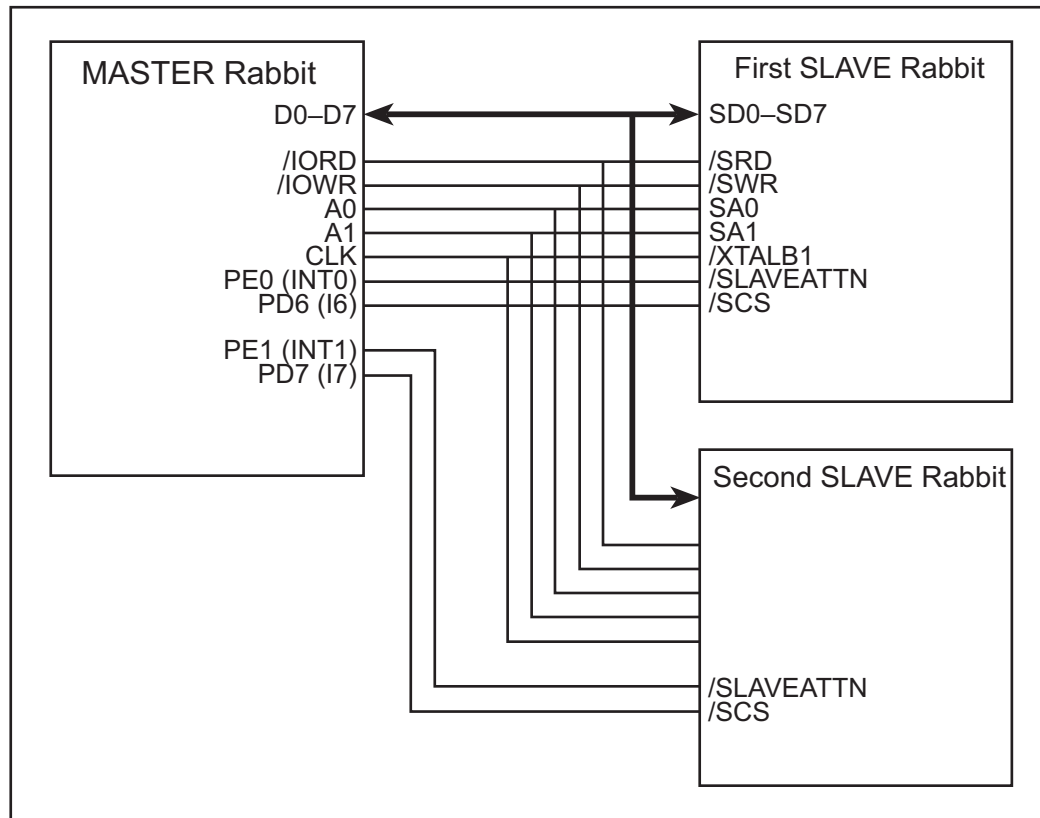 MASTER Rabbit
D0–D7
/IORD
/IOWR
A0
A1
CLK
PE0 (INT0)
PD6 (I6)
PE1 (INT1)
PD7 (I7)
First SLAVE Rabbit
SD0–SD7
/SRD
/SWR
SA0
SA1
/XTALB1
/SLAVEATTN
/SCS
Second SLAVE Rabbit
/SLAVEATTN
/SCS